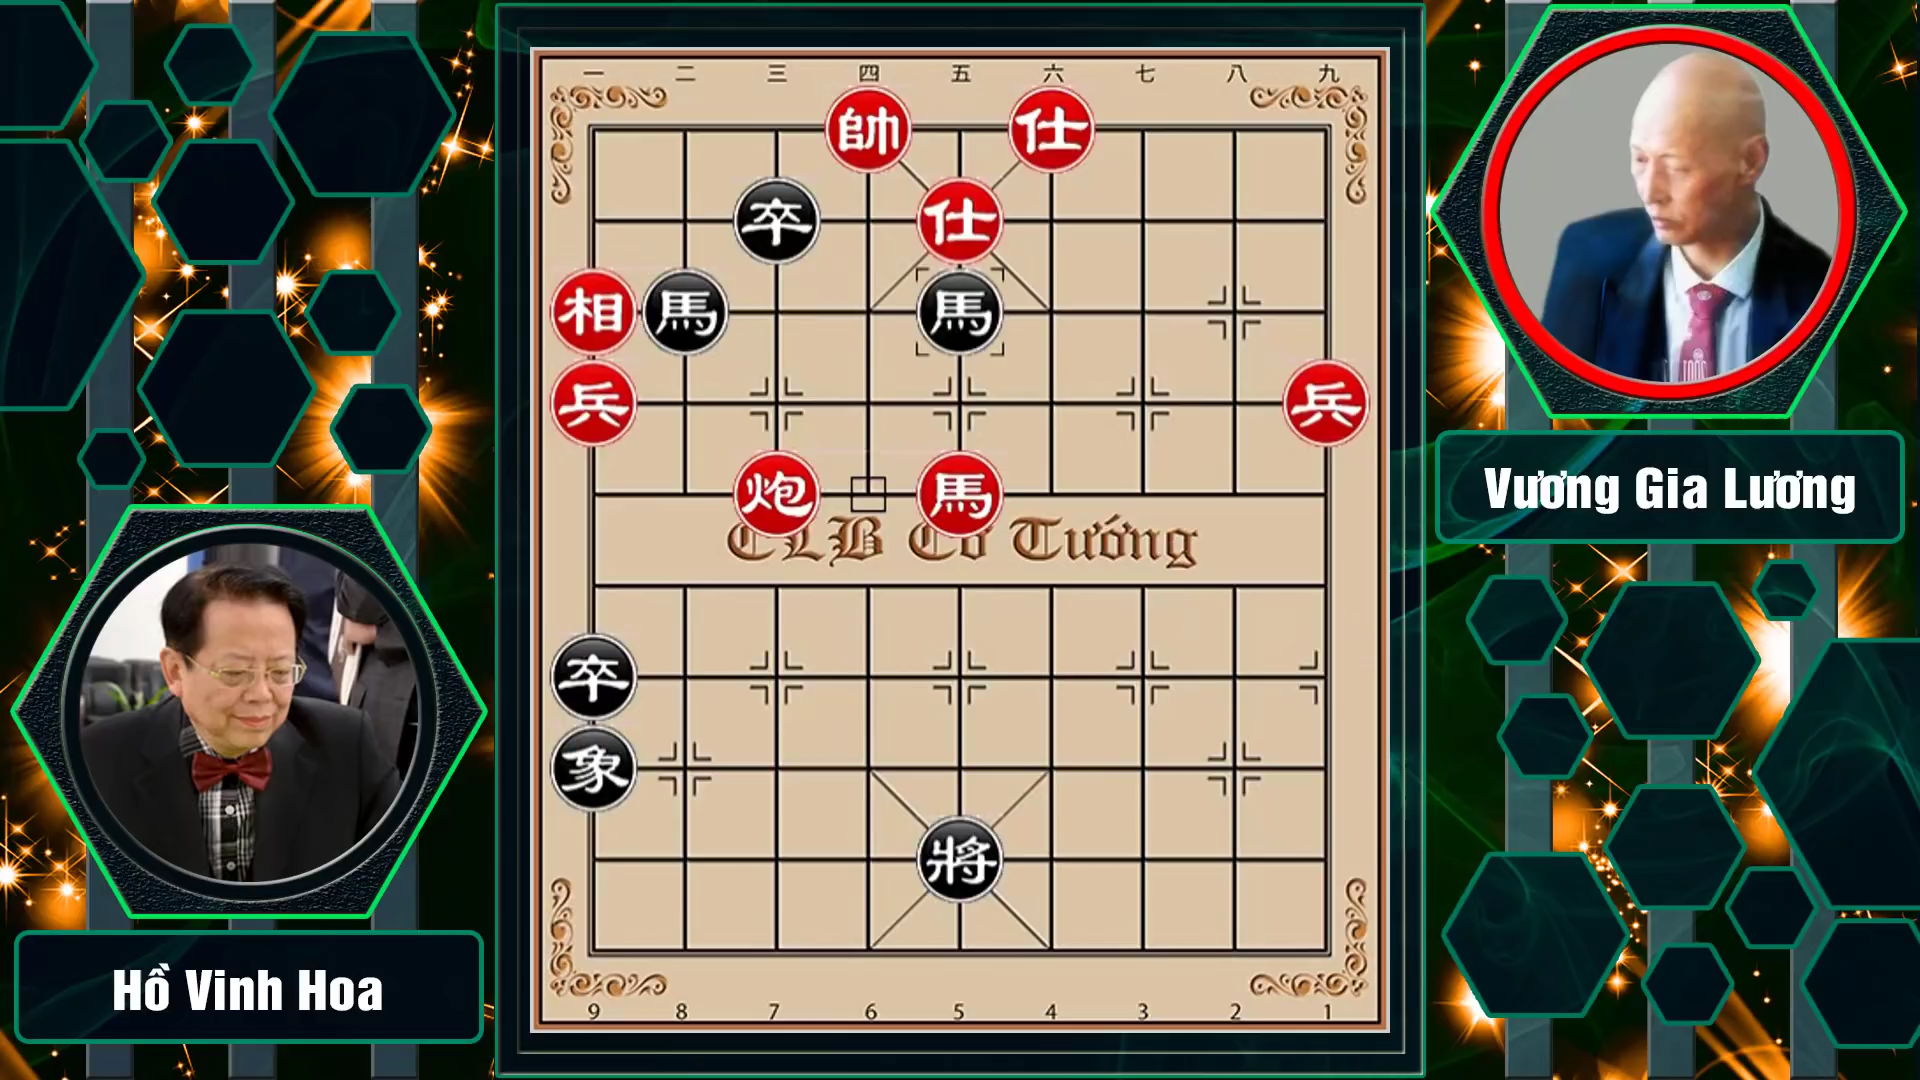 一 二 三 四 五 六 七 八 九
帥 仕
卒 仕
相 馬 馬
兵 兵
炮 馬
CLB Cờ Tướng
卒
象
將
9 8 7 6 5 4 3 2 1
Vương Gia Lương
Hồ Vinh Hoa